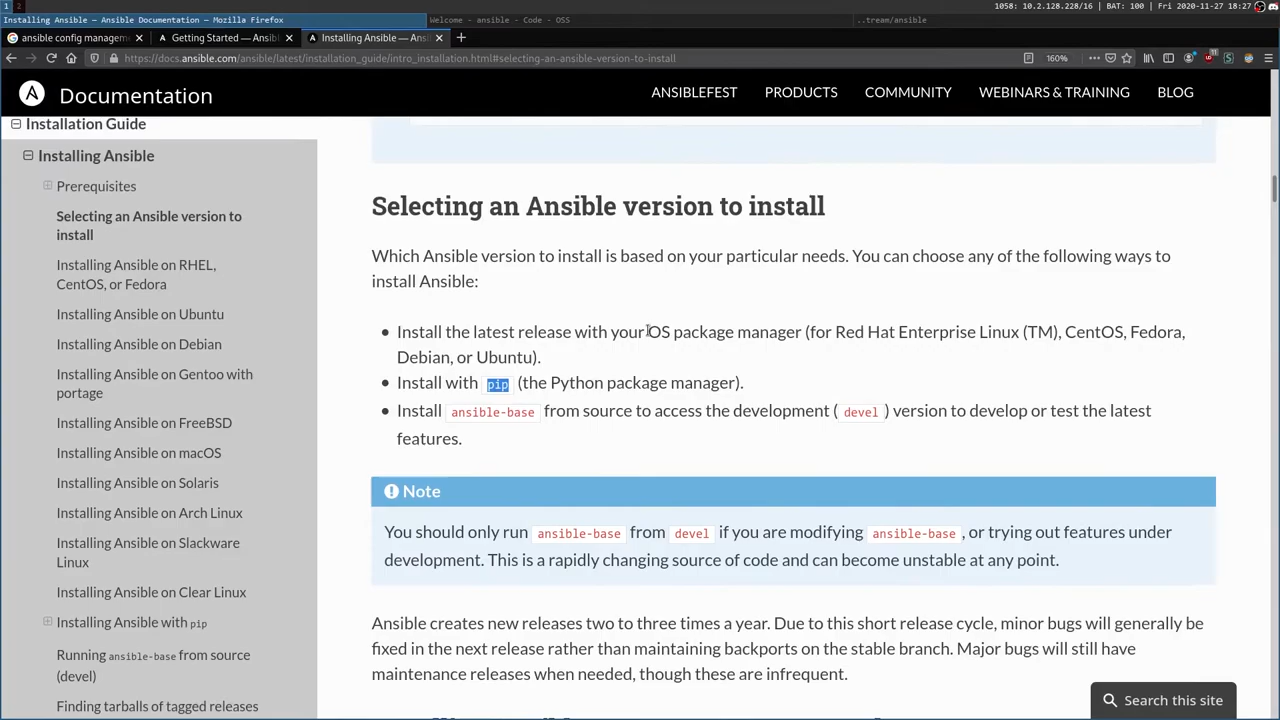 1 2
1058: 10.2.128.228/16 | BAT: 100 | Fri 2020-11-27 18:27
Installing Ansible — Ansible Documentation — Mozilla Firefox
Welcome - ansible - Code - OSS
..tream/ansible
ansible config managem
Getting Started — Ansibl
Installing Ansible — Ansi
https://docs.ansible.com/ansible/latest/installation_guide/intro_installation.html#selecting-an-ansible-version-to-install
160%
11
Documentation
ANSIBLEFEST PRODUCTS COMMUNITY WEBINARS & TRAINING BLOG
Installation Guide
Installing Ansible
Prerequisites
Selecting an Ansible version to
install
Installing Ansible on RHEL,
CentOS, or Fedora
Installing Ansible on Ubuntu
Installing Ansible on Debian
Installing Ansible on Gentoo with
portage
Installing Ansible on FreeBSD
Installing Ansible on macOS
Installing Ansible on Solaris
Installing Ansible on Arch Linux
Installing Ansible on Slackware
Linux
Installing Ansible on Clear Linux
Installing Ansible with pip
Running ansible-base from source
(devel)
Finding tarballs of tagged releases
Selecting an Ansible version to install
Which Ansible version to install is based on your particular needs. You can choose any of the following ways to
install Ansible:
Install the latest release with your OS package manager (for Red Hat Enterprise Linux (TM), CentOS, Fedora,
Debian, or Ubuntu).
Install with pip (the Python package manager).
Install ansible-base from source to access the development ( devel ) version to develop or test the latest
features.
Note
You should only run ansible-base from devel if you are modifying ansible-base , or trying out features under
development. This is a rapidly changing source of code and can become unstable at any point.
Ansible creates new releases two to three times a year. Due to this short release cycle, minor bugs will generally be
fixed in the next release rather than maintaining backports on the stable branch. Major bugs will still have
maintenance releases when needed, though these are infrequent.
Search this site